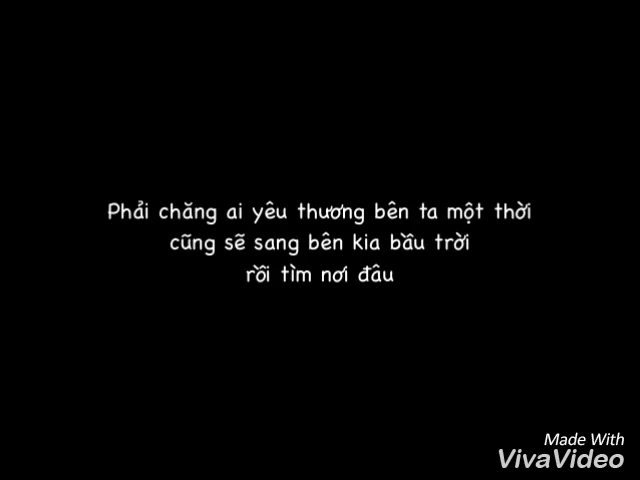 Phải chăng ai yêu thương bên ta một thời
cũng sẽ sang bên kia bầu trời
rồi tìm nơi đâu
Made With
VivaVideo